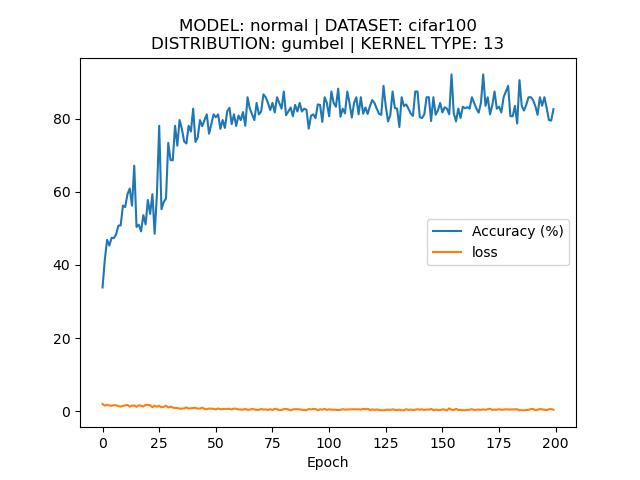 MODEL: normal | DATASET: cifar100
DISTRIBUTION: gumbel | KERNEL TYPE: 13
80
60
40
20
0
Accuracy (%)
loss
0 25 50 75 100 125 150 175 200
Epoch